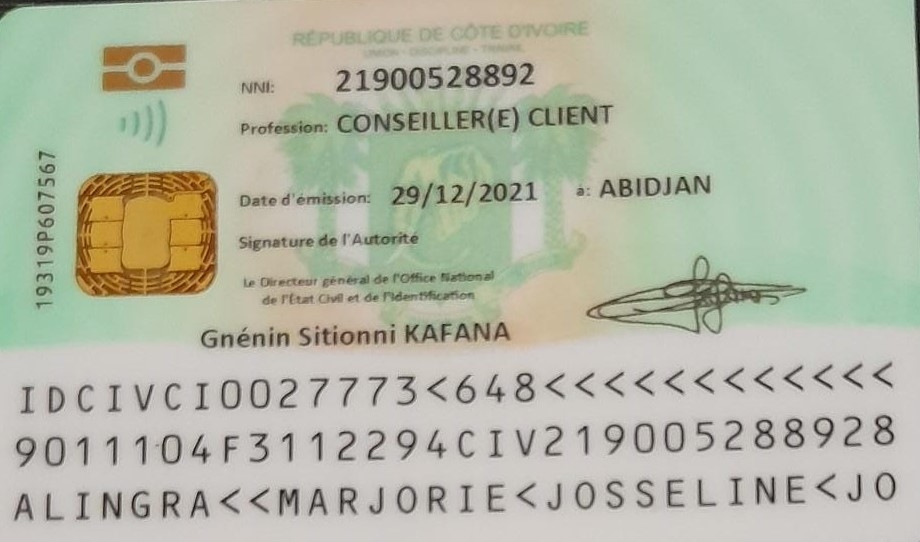 RÉPUBLIQUE DE CÔTE D'IVOIRE
UNION - DISCIPLINE - TRAVAIL
NNI: 21900528892
Profession: CONSEILLER(E) CLIENT
19319P607567
Date d'émission: 29/12/2021 à: ABIDJAN
Signature de l'Autorité
Le Directeur général de l'Office National
de l'État Civil et de l'Identification
Gnénin Sitionni KAFANA
IDCIVCI0027773<648<<<<<<<<<<<<
9011104F3112294CIV219005288928
ALINGRA<<MARJORIE<JOSSELINE<JO